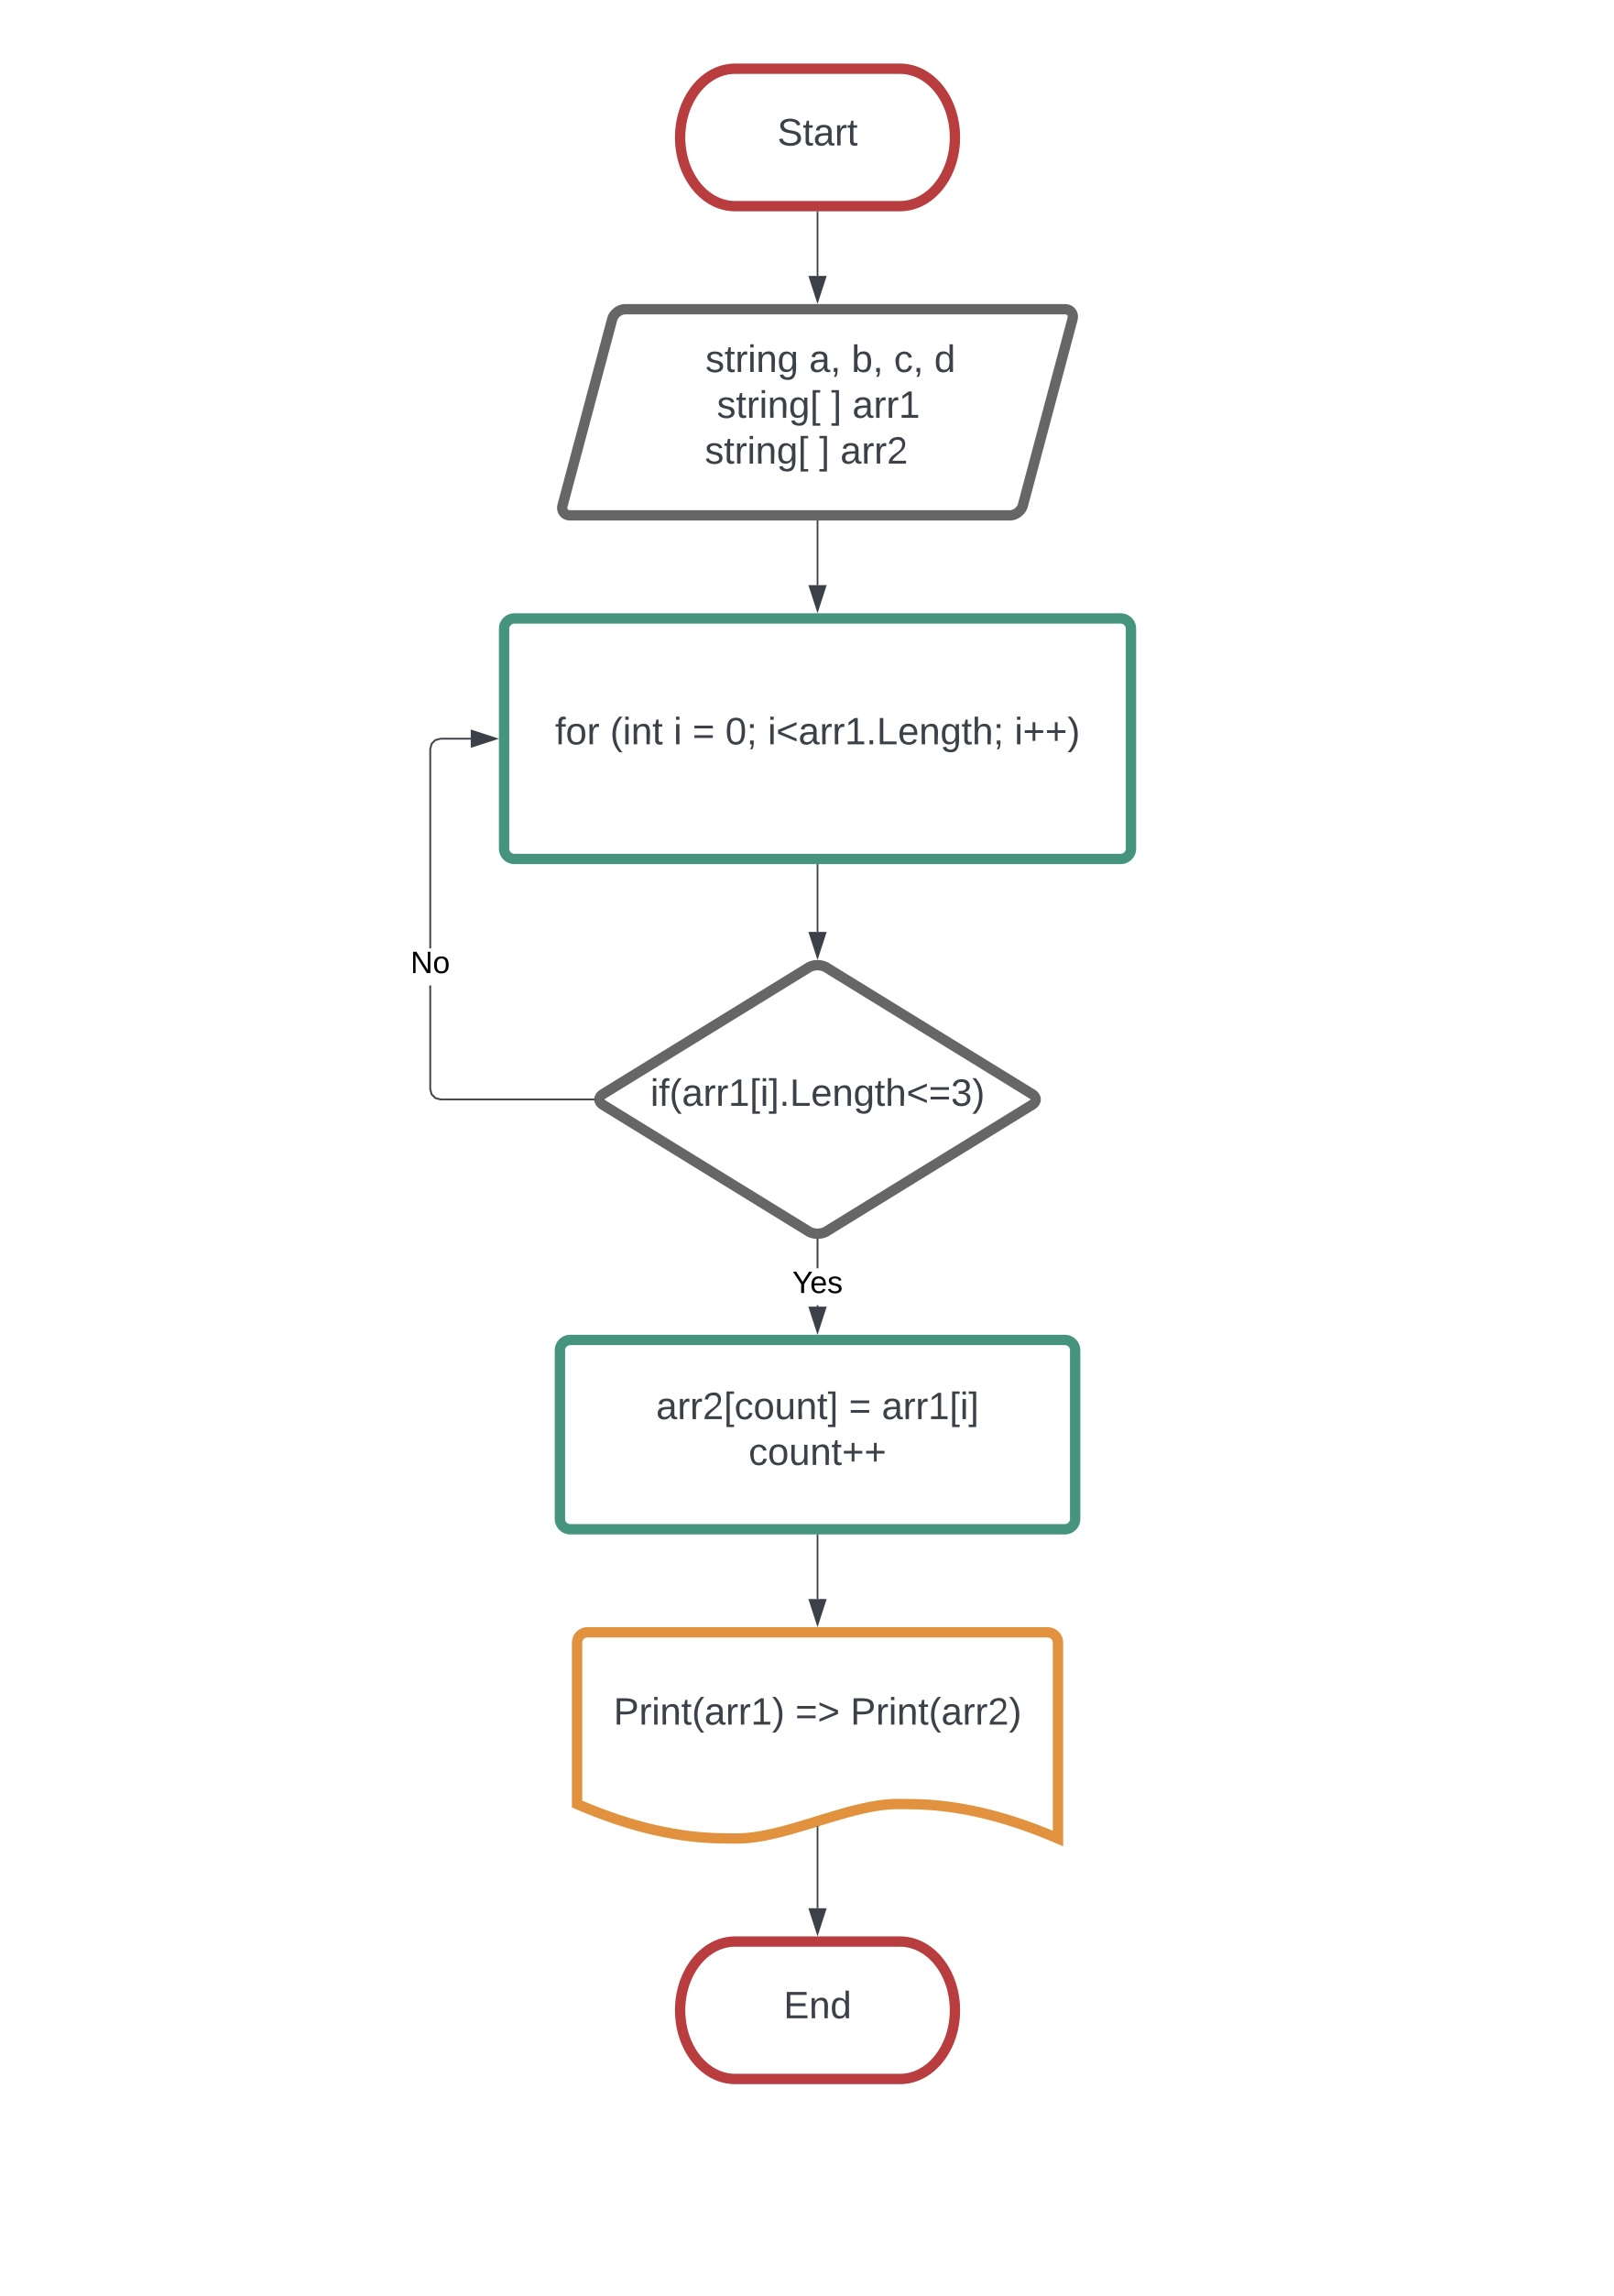 Start
string a, b, c, d
string[ ] arr1
string[ ] arr2
for (int i = 0; i<arr1.Length; i++)
No
if(arr1[i].Length<=3)
Yes
arr2[count] = arr1[i]
count++
Print(arr1) => Print(arr2)
End